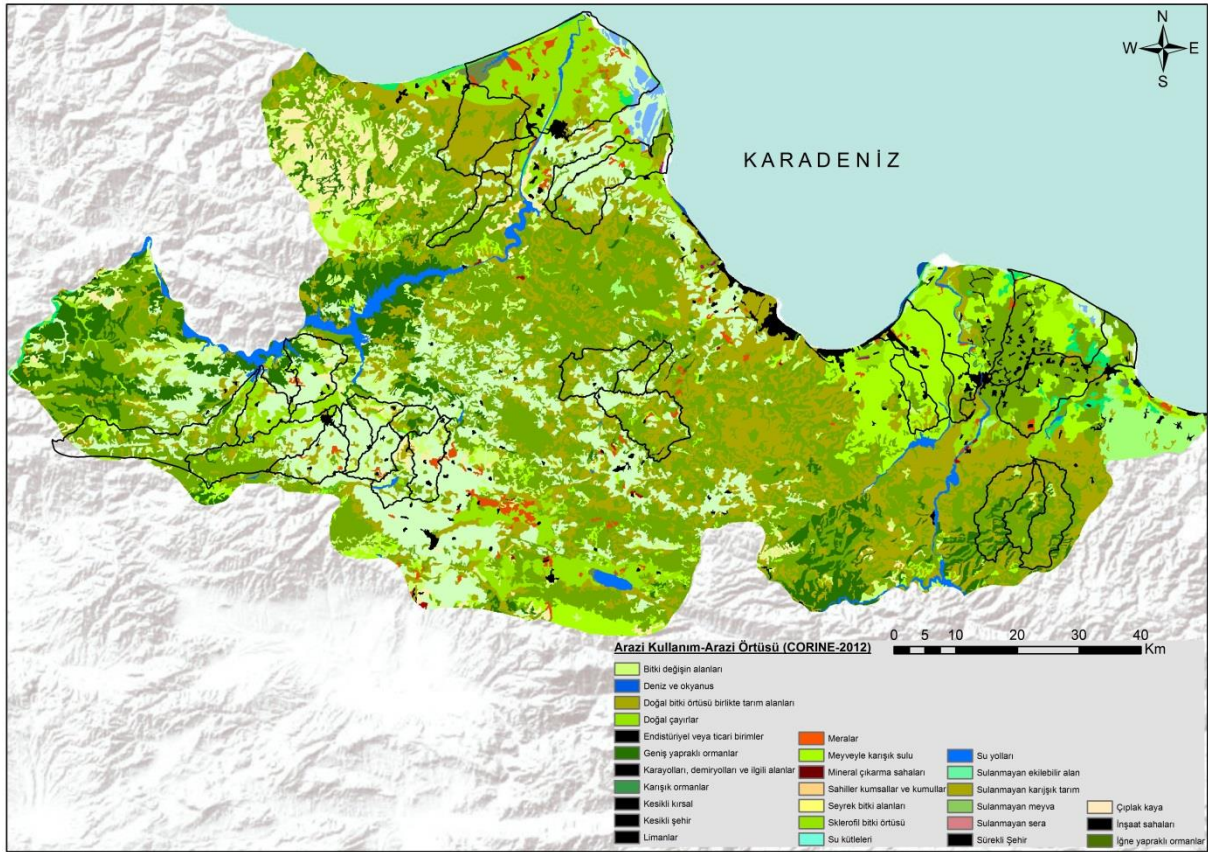 N
W E
S
KARADENİZ
Arazi Kullanım-Arazi Örtüsü (CORINE-2012)
0 5 10 20 30 40
Km
Bitki değişin alanları
Deniz ve okyanus
Doğal bitki örtüsü birlikte tarım alanları
Doğal çayırlar
Endistüriyel veya ticari birimler
Geniş yapraklı ormanlar
Karayolları, demiryolları ve ilgili alanlar
Karışık ormanlar
Kesikli kırsal
Kesikli şehir
Limanlar
Meralar
Meyveyle karışık sulu
Mineral çıkarma sahaları
Sahiller kumsallar ve kumullar
Seyrek bitki alanları
Sklerofil bitki örtüsü
Su kütleleri
Su yolları
Sulanmayan ekilebilir alan
Sulanmayan karıjşık tarım
Sulanmayan meyva
Sulanmayan sera
Sürekli Şehir
Çıplak kaya
İnşaat sahaları
İğne yapraklı ormanlar